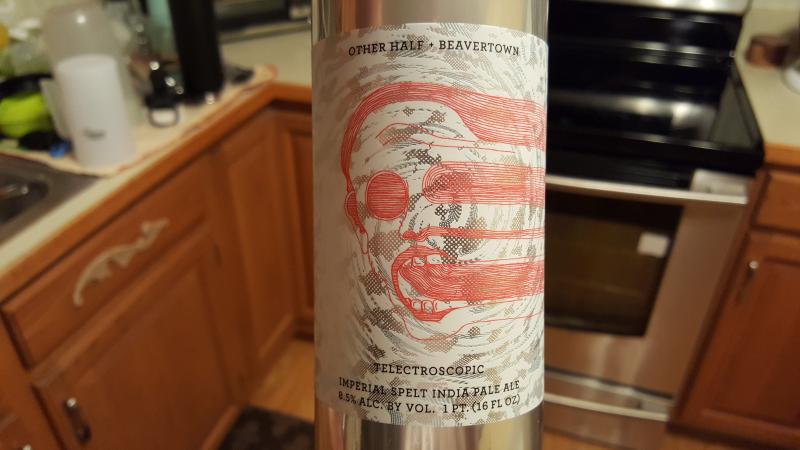 OTHER HALF + BEAVERTOWN
TELECTROSCOPIC
IMPERIAL SPELT INDIA PALE ALE
8.5% ALC. BY VOL. 1 PT. (16 FL OZ)